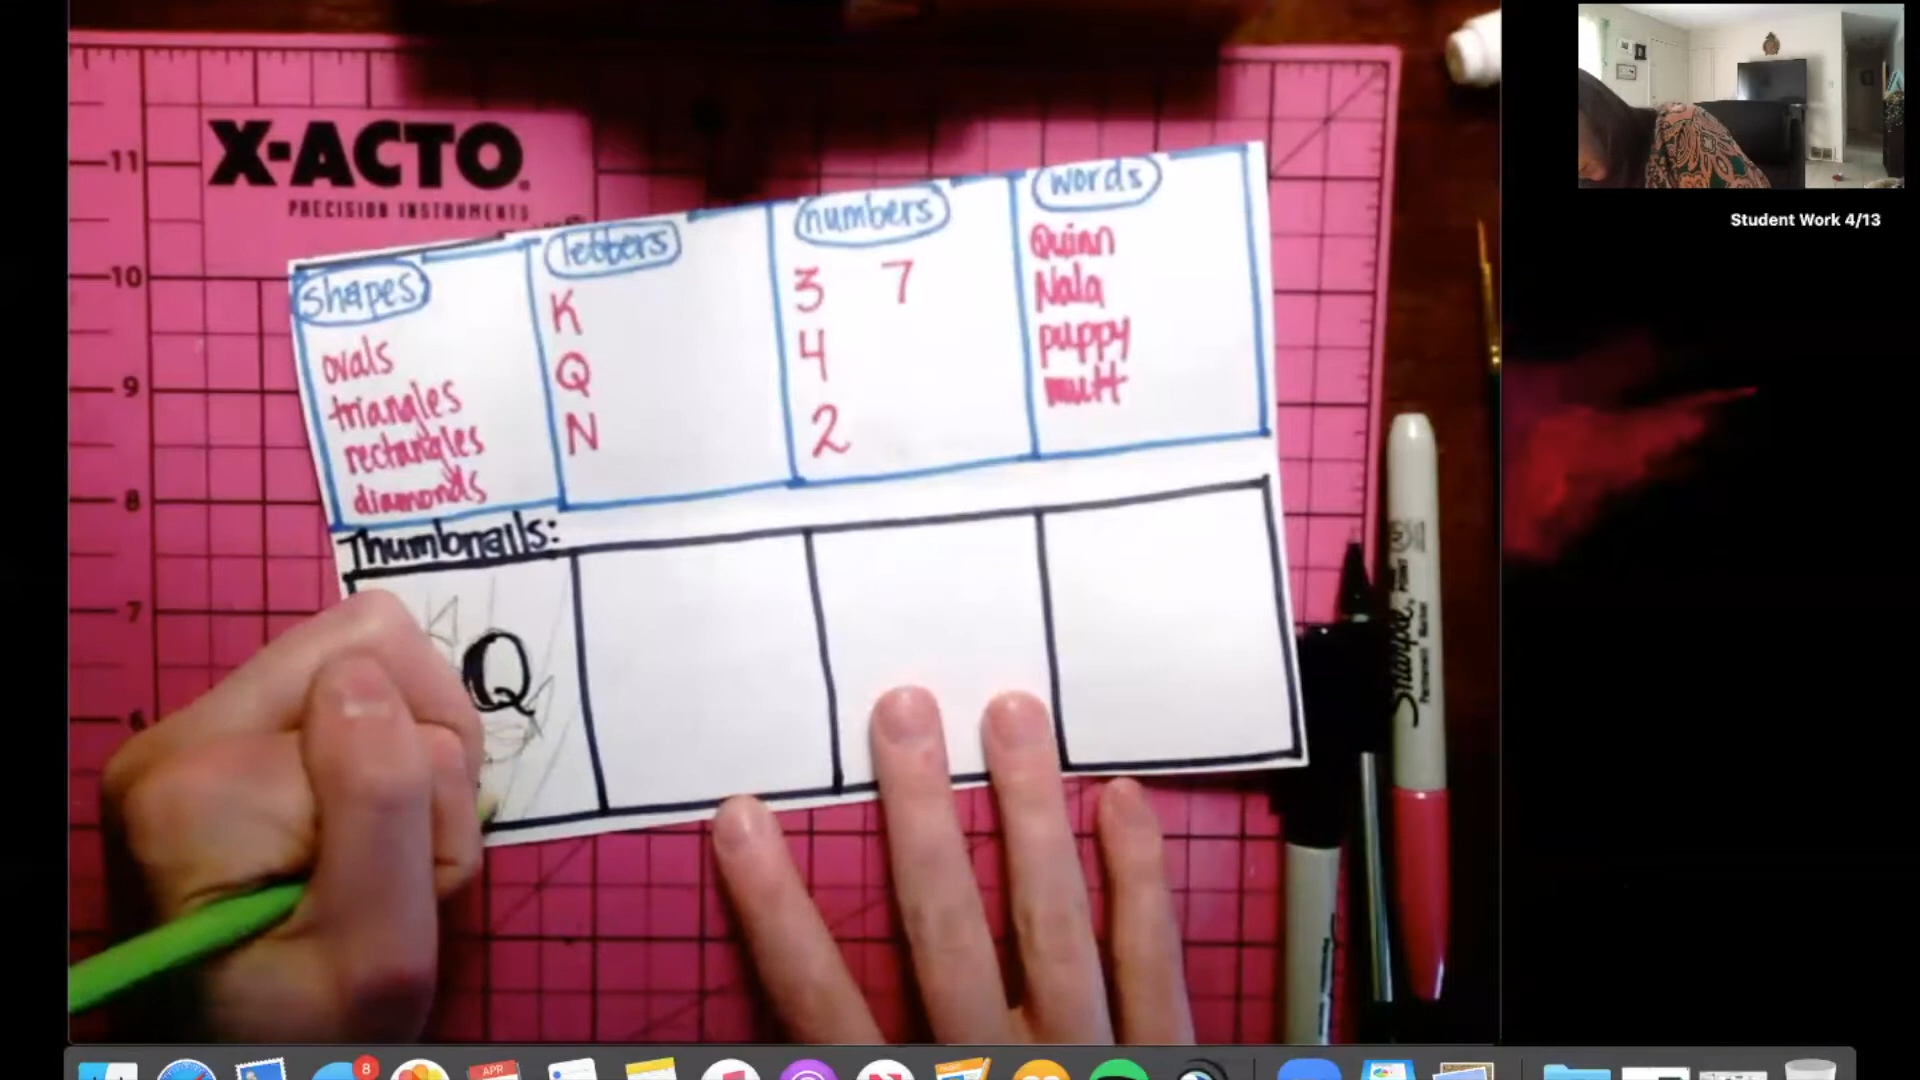 X-ACTO
PRECISION INSTRUMENTS
11
10
9
8
7
6
shapes
ovals
triangles
rectangles
diamonds
letters
K
Q
N
numbers
3 7
4
2
words
Quinn
Nala
puppy
mutt
Thumbnails:
Q
Sharpie
Student Work 4/13
8
APR